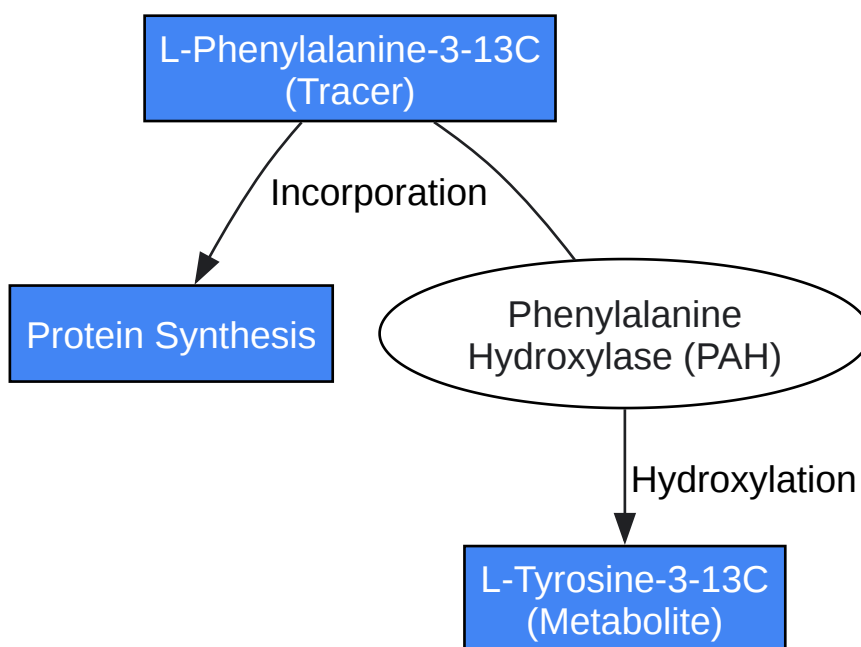 L-Phenylalanine-3-13C
(Tracer)
Incorporation
Protein Synthesis
Phenylalanine
Hydroxylase (PAH)
Hydroxylation
L-Tyrosine-3-13C
(Metabolite)